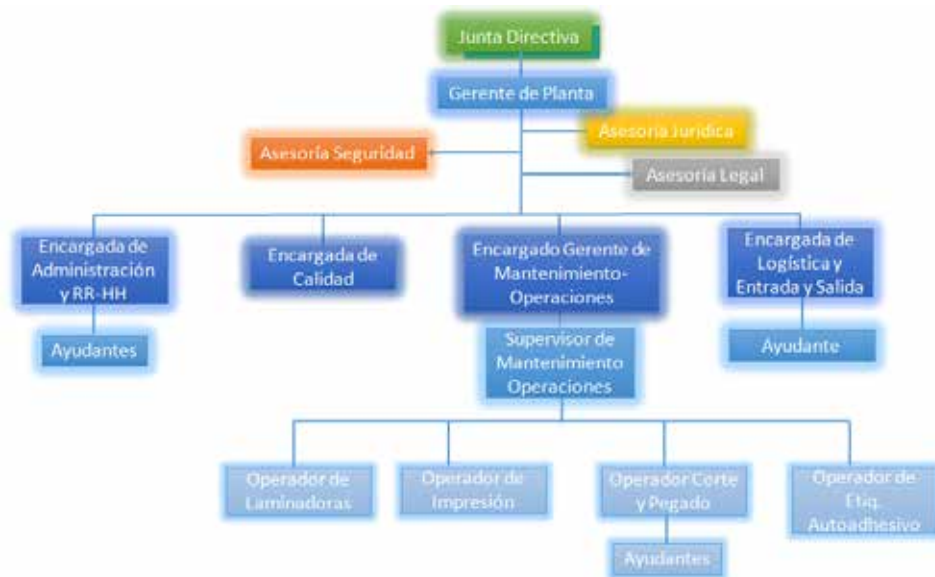 Junta Directiva
Gerente de Planta
Asesoría Jurídica
Asesoría Seguridad
Asesoría Legal
Encargada de
Administración
y RR-HH
Encargada de
Calidad
Encargado Gerente de
Mantenimiento-
Operaciones
Encargada de
Logística y
Entrada y Salida
Ayudantes
Supervisor de
Mantenimiento
Operaciones
Ayudante
Operador de
Laminadoras
Operador de
Impresión
Operador Corte
y Pegado
Operador de
Etiq.
Autoadhesivo
Ayudantes